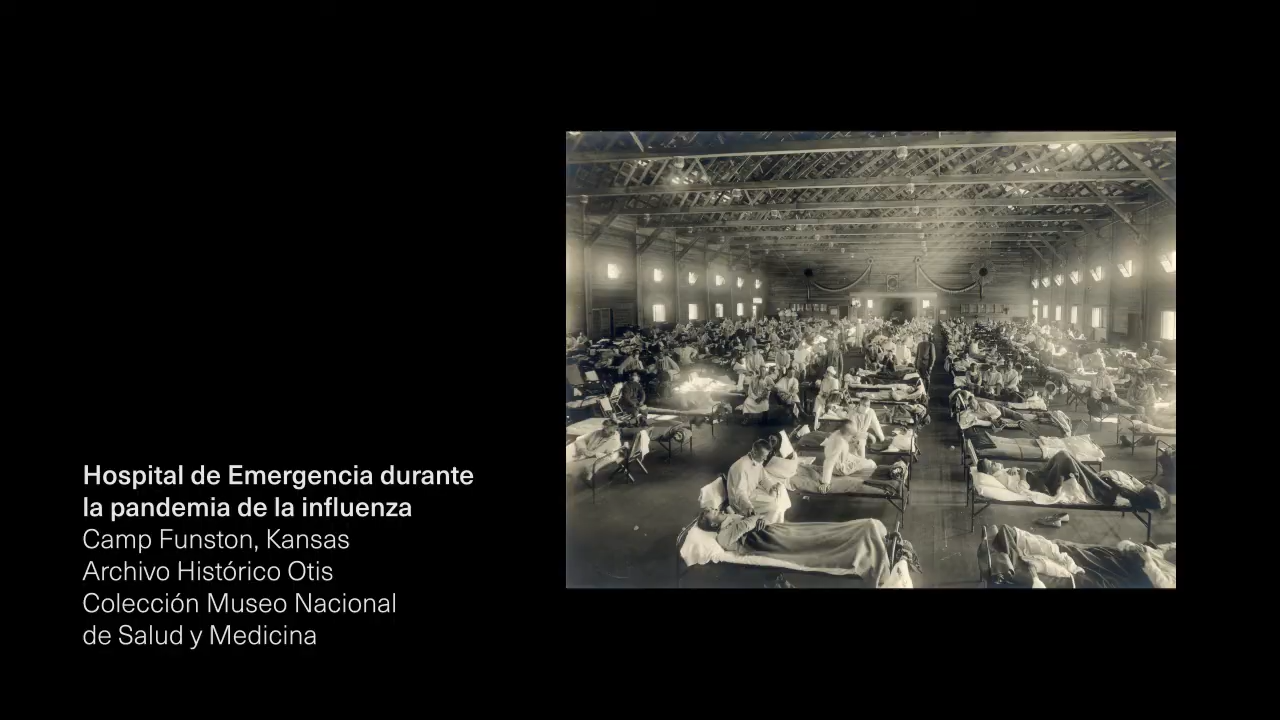 Hospital de Emergencia durante
la pandemia de la influenza
Camp Funston, Kansas
Archivo Histórico Otis
Colección Museo Nacional
de Salud y Medicina